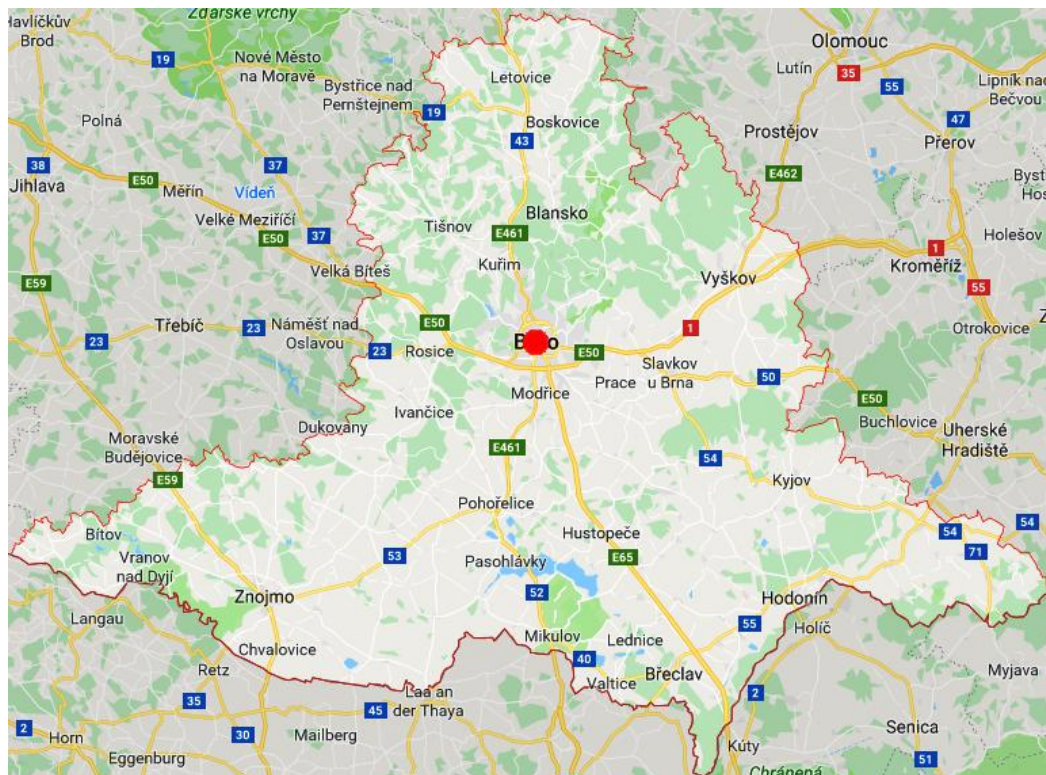 Žďárské vrchy
Havlíčkův
Brod
19
Nové Město
na Moravě
Letovice
Olomouc
Lutín
35
55
Lipník nad
Bečvou
Bystřice nad
Pernštejnem
19
Polná
Boskovice
43
Prostějov
47
Přerov
38
Jihlava
E50
Měřín
37
Vídeň
E462
Velké Meziříčí
E50
37
Tišnov
Blansko
E461
Kuřim
Holešov
1
Kroměříž
Velká Bíteš
Vyškov
E59
55
Třebíč
23
23
Náměšť nad
Oslavou
23
E50
Rosice
E50
1
Otrokovice
Slavkov
u Brna
Prace
50
Modřice
E50
Ivančice
Dukovany
Buchlovice
Uherské
Hradiště
Moravské
Budějovice
E461
54
E59
Kyjov
Pohořelice
Bítov
Hustopeče
54
54
71
Vranov
nad Dyjí
53
Pasohlávky
E65
Znojmo
52
Hodonín
Langau
55
Holíč
Chvalovice
Mikulov
Lednice
40
Retz
Valtice
Břeclav
Myjava
35
45
Laa an
der Thaya
2
2
Horn
30
Mailberg
Senica
Eggenburg
Kúty
51
Chránená